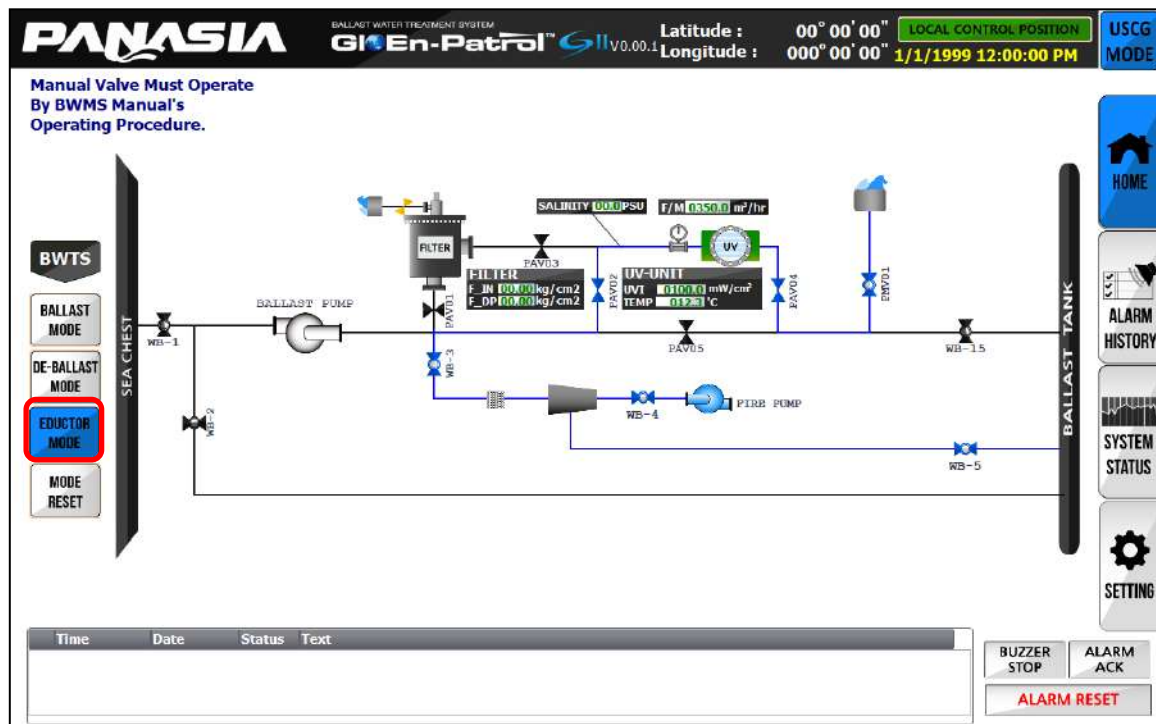 PANASIA
BALLAST WATER TREATMENT SYSTEM
GloEn-Patrol™ SII V0.00.1
Latitude : 00° 00' 00"
Longitude : 000° 00' 00"
LOCAL CONTROL POSITION
1/1/1999 12:00:00 PM
USCG
MODE
Manual Valve Must Operate
By BWMS Manual's
Operating Procedure.
HOME
SALINITY 00.0 PSU
F/M 0350.0 m³/hr
FILTER
UV
PAV03
BWTS
FILTER
F_IN 00.00 kg/cm2
F_DP 00.00 kg/cm2
PAV02
UV-UNIT
UVI 0100.0 mW/cm²
TEMP 012.3 °C
PAV04
PMV01
BALLAST
MODE
BALLAST PUMP
PAV01
ALARM
HISTORY
SEA CHEST
WB-1
PAV05
WB-15
BALLAST TANK
DE-BALLAST
MODE
WB-3
EDUCTOR
MODE
WB-2
WB-4
PIRE PUMP
WB-5
SYSTEM
STATUS
MODE
RESET
SETTING
Time Date Status Text
BUZZER
STOP
ALARM
ACK
ALARM RESET